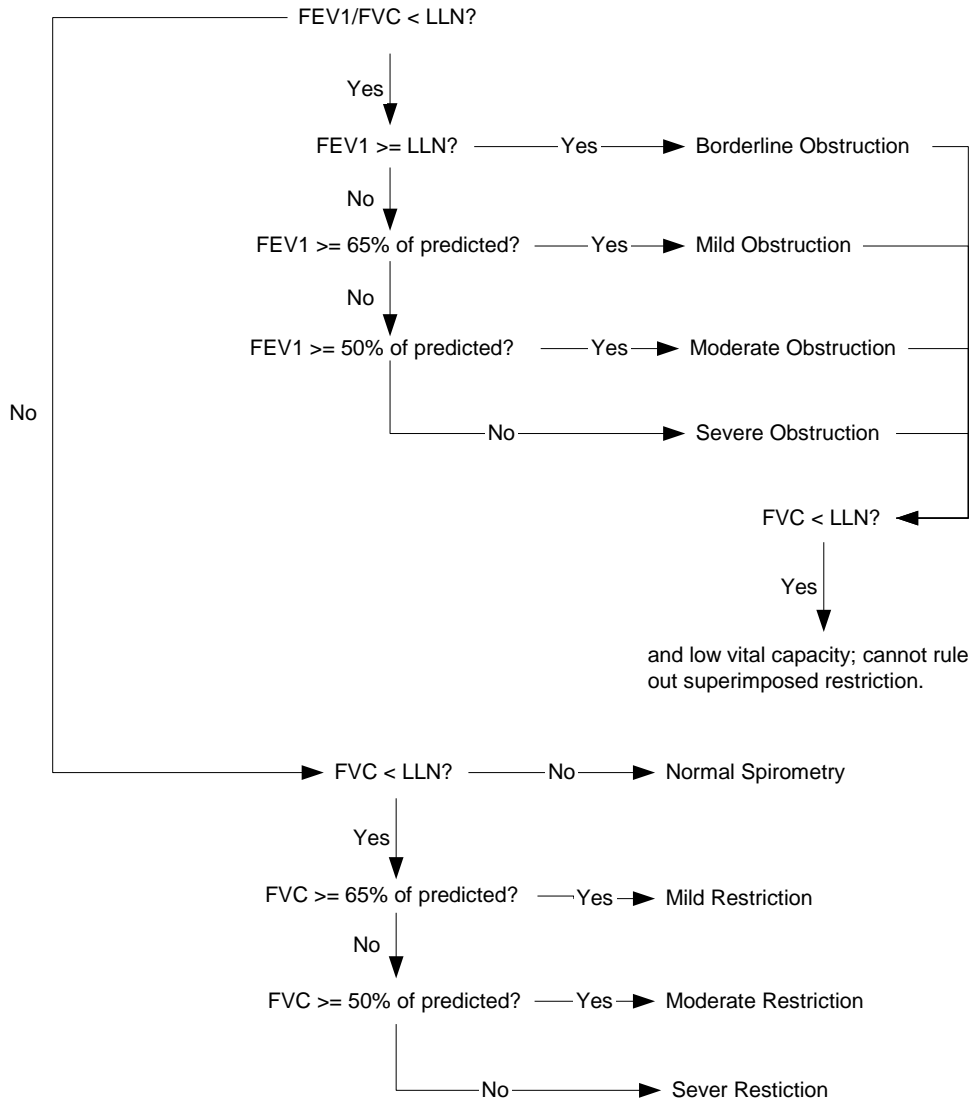 FEV1/FVC < LLN?
Yes
FEV1 >= LLN?
Yes
Borderline Obstruction
No
FEV1 >= 65% of predicted?
Yes
Mild Obstruction
No
FEV1 >= 50% of predicted?
Yes
Moderate Obstruction
No
No
Severe Obstruction
FVC < LLN?
Yes
and low vital capacity; cannot rule
out superimposed restriction.
FVC < LLN?
No
Normal Spirometry
Yes
FVC >= 65% of predicted?
Yes
Mild Restriction
No
FVC >= 50% of predicted?
Yes
Moderate Restriction
No
Sever Restiction